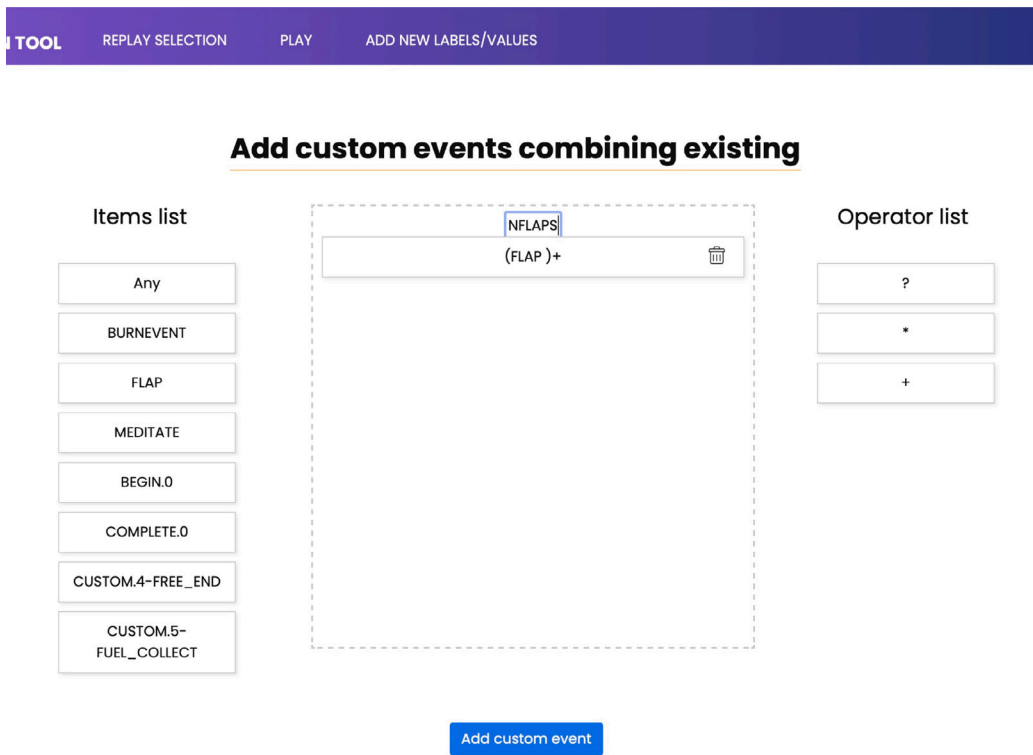 TOOL REPLAY SELECTION PLAY ADD NEW LABELS/VALUES
Add custom events combining existing
Items list
Any
BURNEVENT
FLAP
MEDITATE
BEGIN.0
COMPLETE.0
CUSTOM.4-FREE_END
CUSTOM.5-
FUEL_COLLECT
NFLAPS
(FLAP )+
Operator list
?
*
+
Add custom event